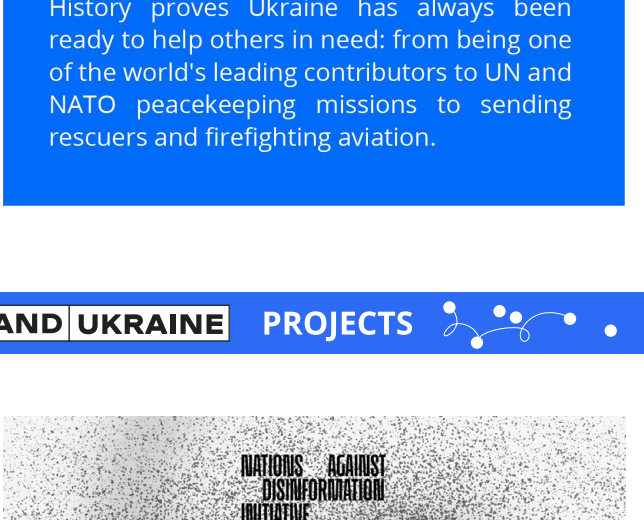 History proves Ukraine has always been
ready to help others in need: from being one
of the world's leading contributors to UN and
NATO peacekeeping missions to sending
rescuers and firefighting aviation.
AND UKRAINE PROJECTS
NATIONS AGAINST
DISINFORMATION
INITIATIVE